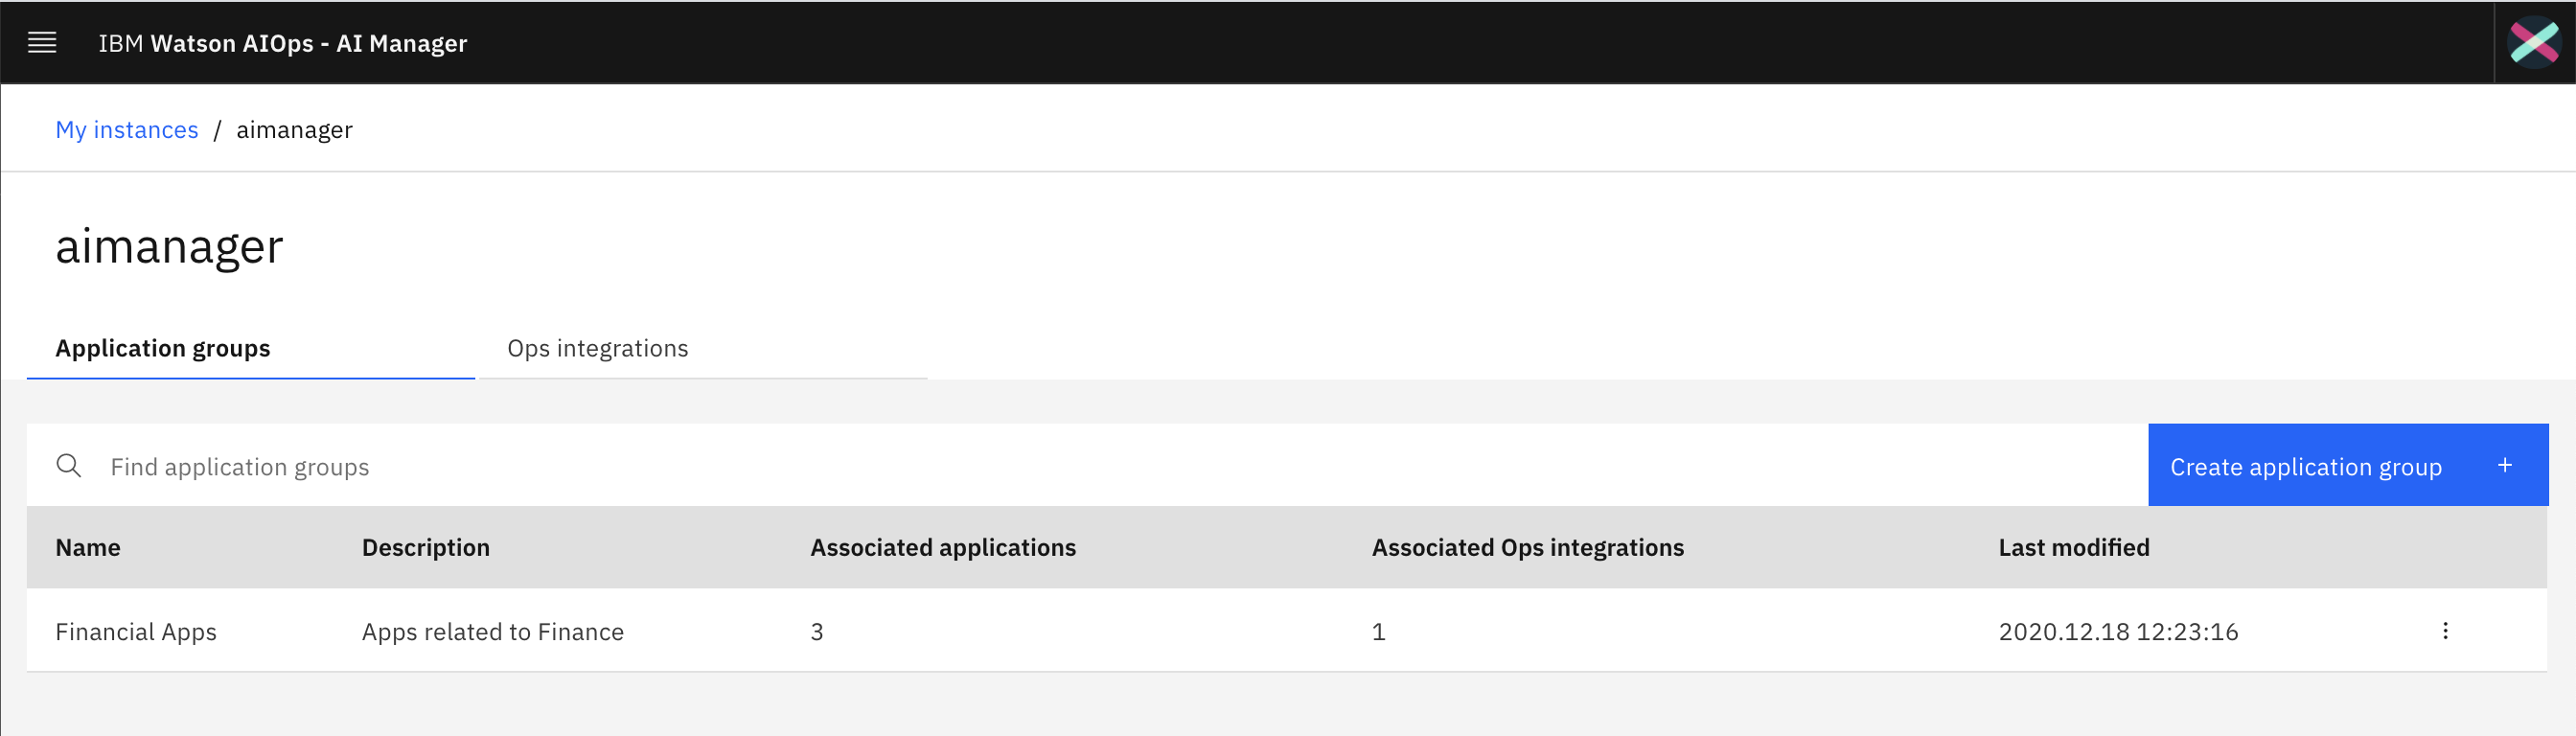 IBM Watson AIOps - AI Manager
My instances / aimanager
aimanager
Application groups Ops integrations
Find application groups Create application group +
Name Description Associated applications Associated Ops integrations Last modified
Financial Apps Apps related to Finance 3 1 2020.12.18 12:23:16